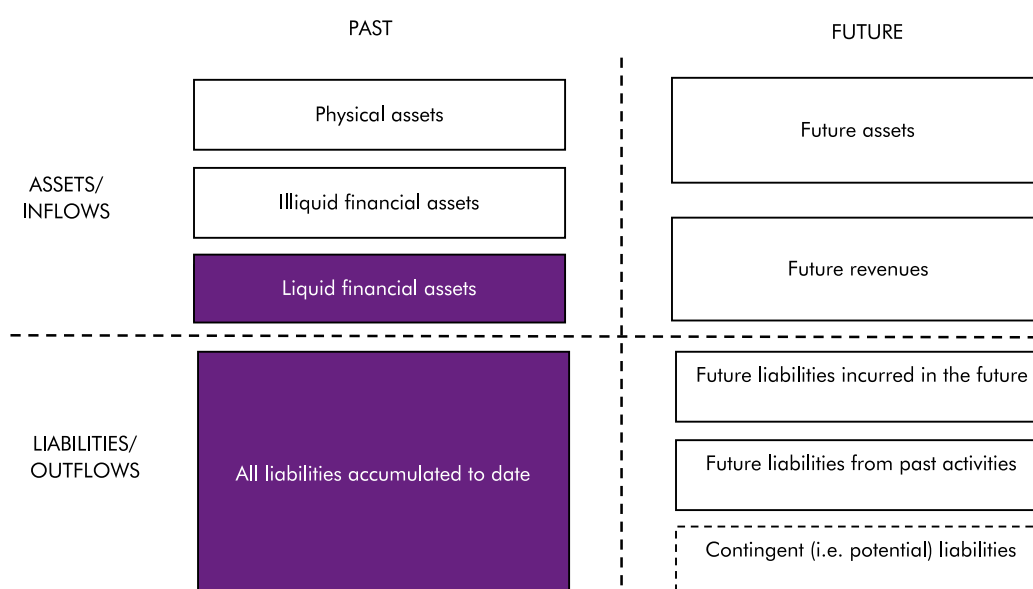 PAST
FUTURE
Physical assets
Future assets
ASSETS/
INFLOWS
Illiquid financial assets
Liquid financial assets
Future revenues
Future liabilities incurred in the future
LIABILITIES/
OUTFLOWS
All liabilities accumulated to date
Future liabilities from past activities
Contingent (i.e. potential) liabilities